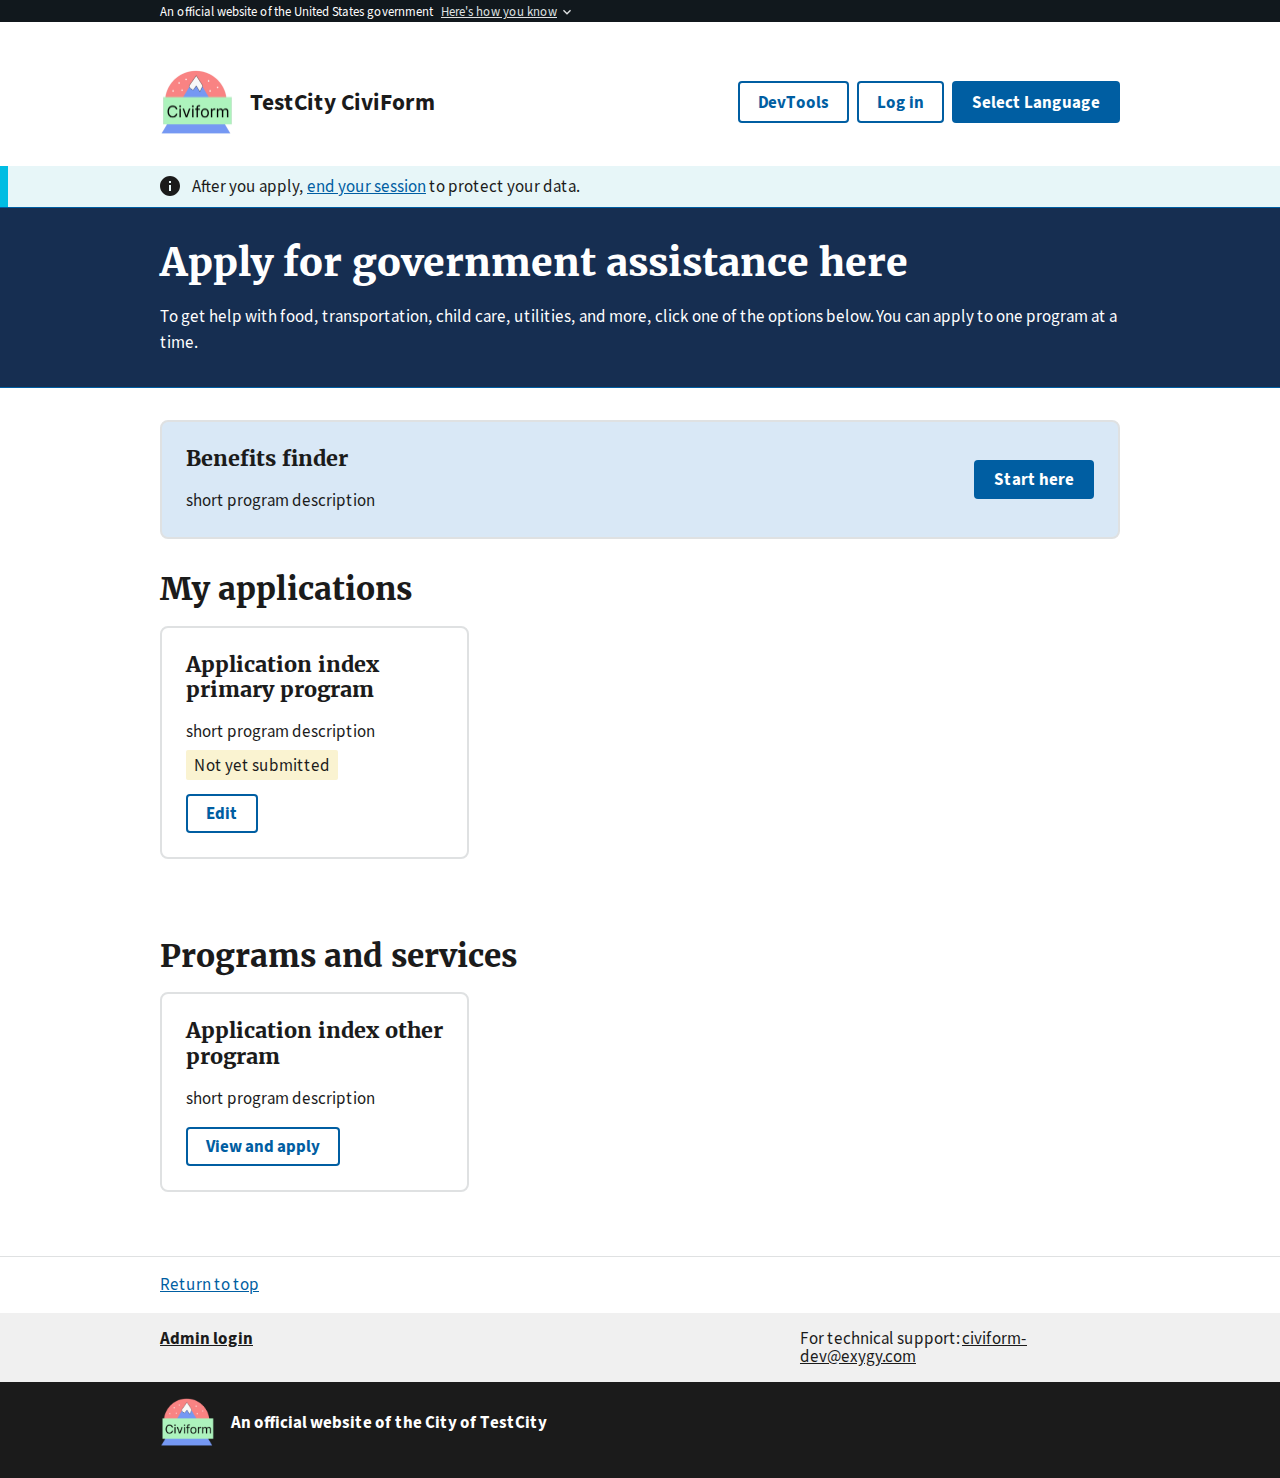 An official website of the United States government Here's how you know
Civiform
TestCity CiviForm
DevTools
Log in
Select Language
After you apply, end your session to protect your data.
Apply for government assistance here
To get help with food, transportation, child care, utilities, and more, click one of the options below. You can apply to one program at a
time.
Benefits finder
short program description
Start here
My applications
Application index
primary program
short program description
Not yet submitted
Edit
Programs and services
Application index other
program
short program description
View and apply
Return to top
Admin login
For technical support: civiform-
dev@exygy.com
Civiform
An official website of the City of TestCity